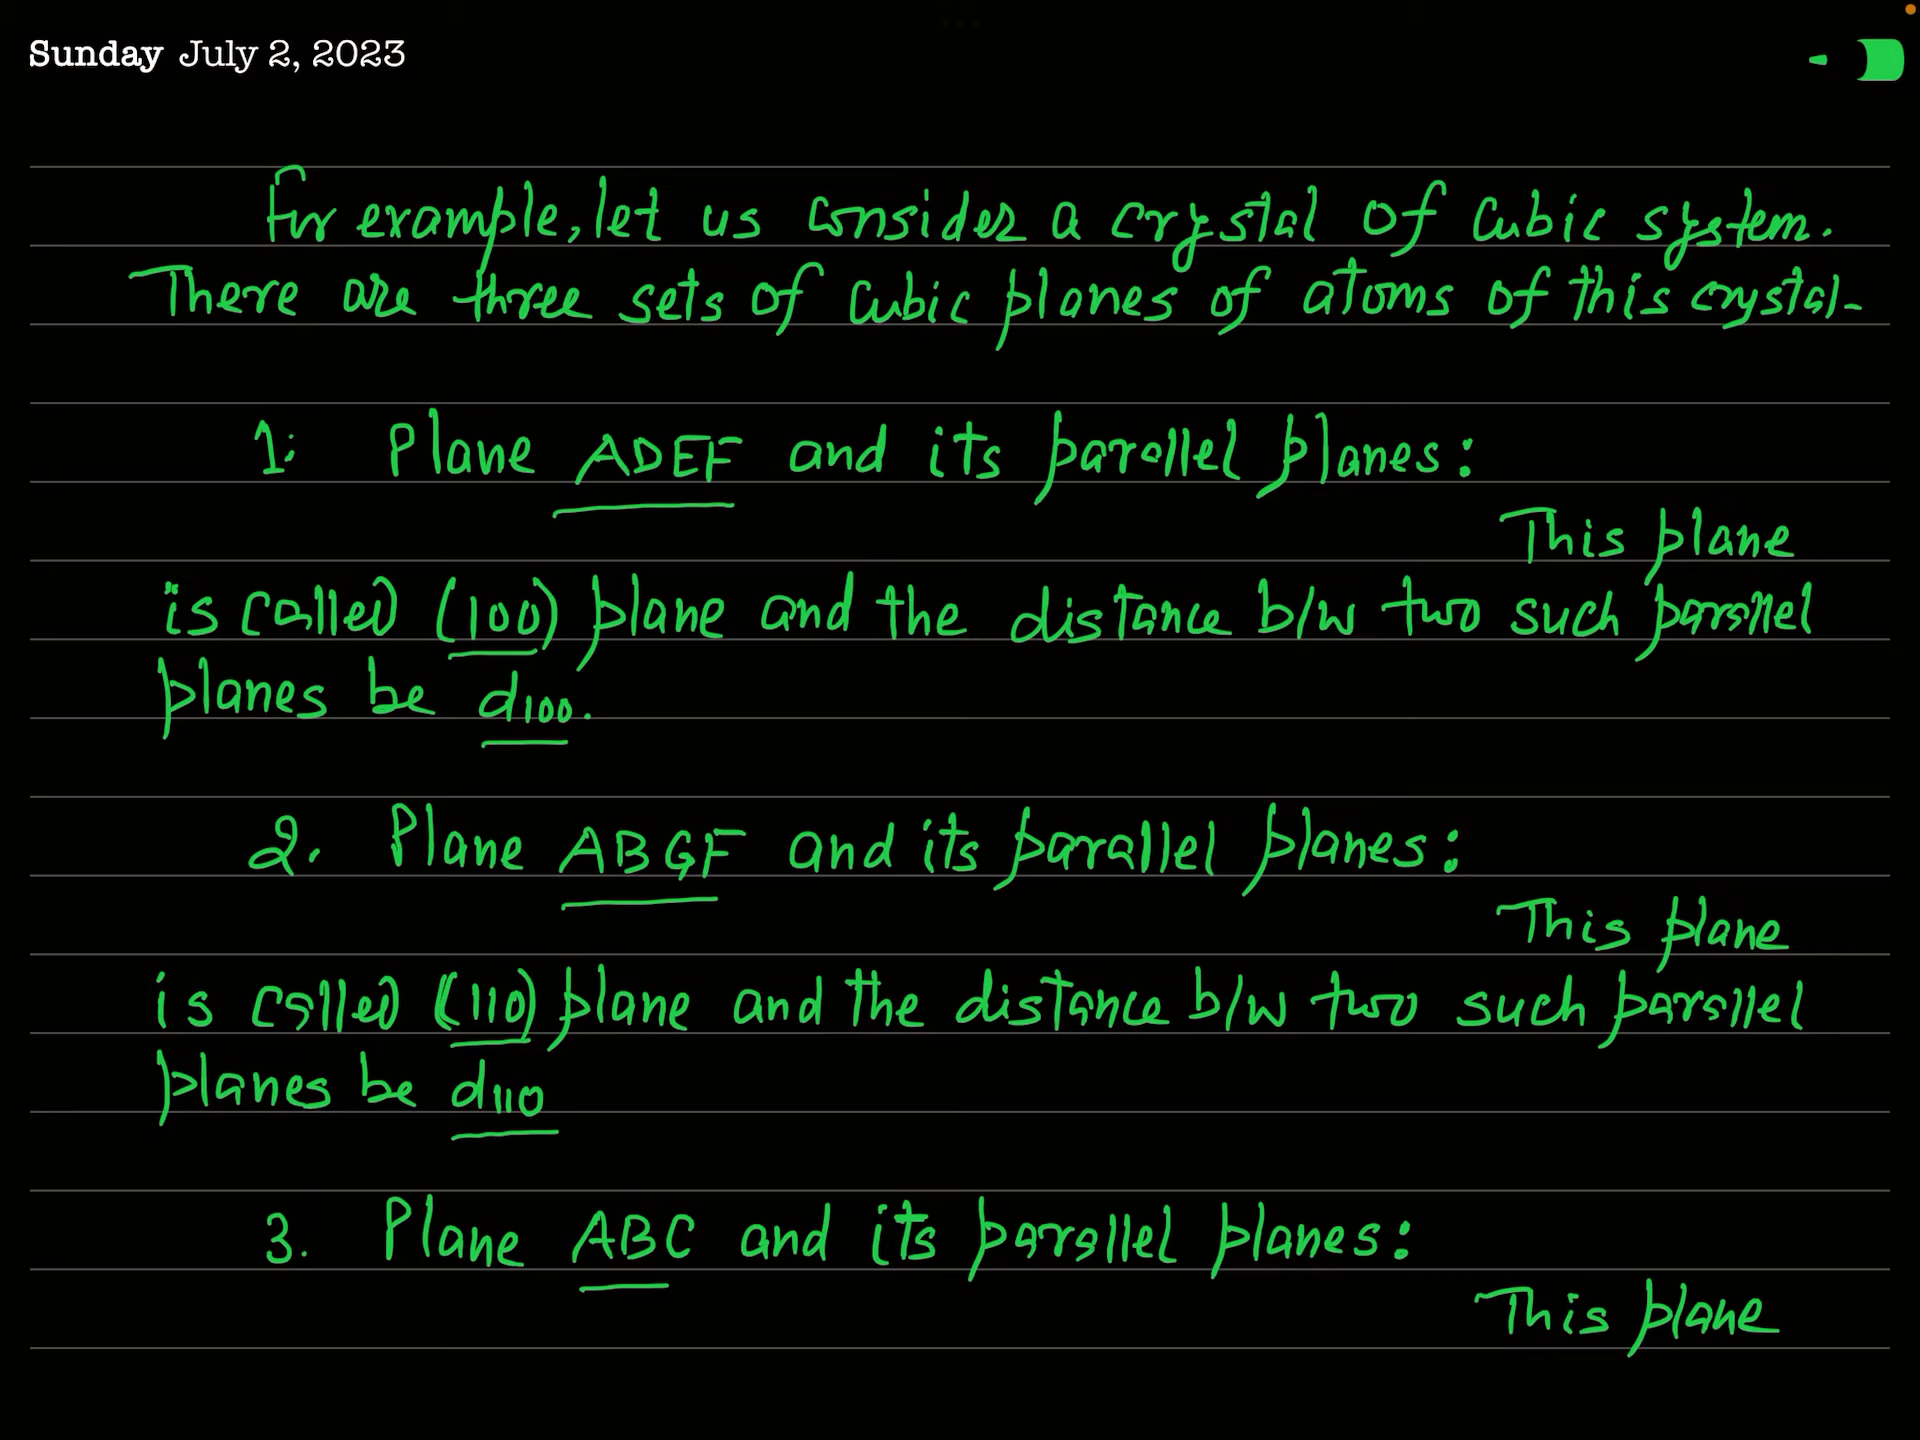 Sunday July 2, 2023
For example, let us consider a crystal of cubic system.
There are three sets of cubic planes of atoms of this crystal-
1. Plane ADEF and its parallel planes:
This plane
is called (100) plane and the distance b/w two such parallel
planes be d100.
2. Plane ABGF and its parallel planes:
This plane
is called (110) plane and the distance b/w two such parallel
planes be d110
3. Plane ABC and its parallel planes:
This plane